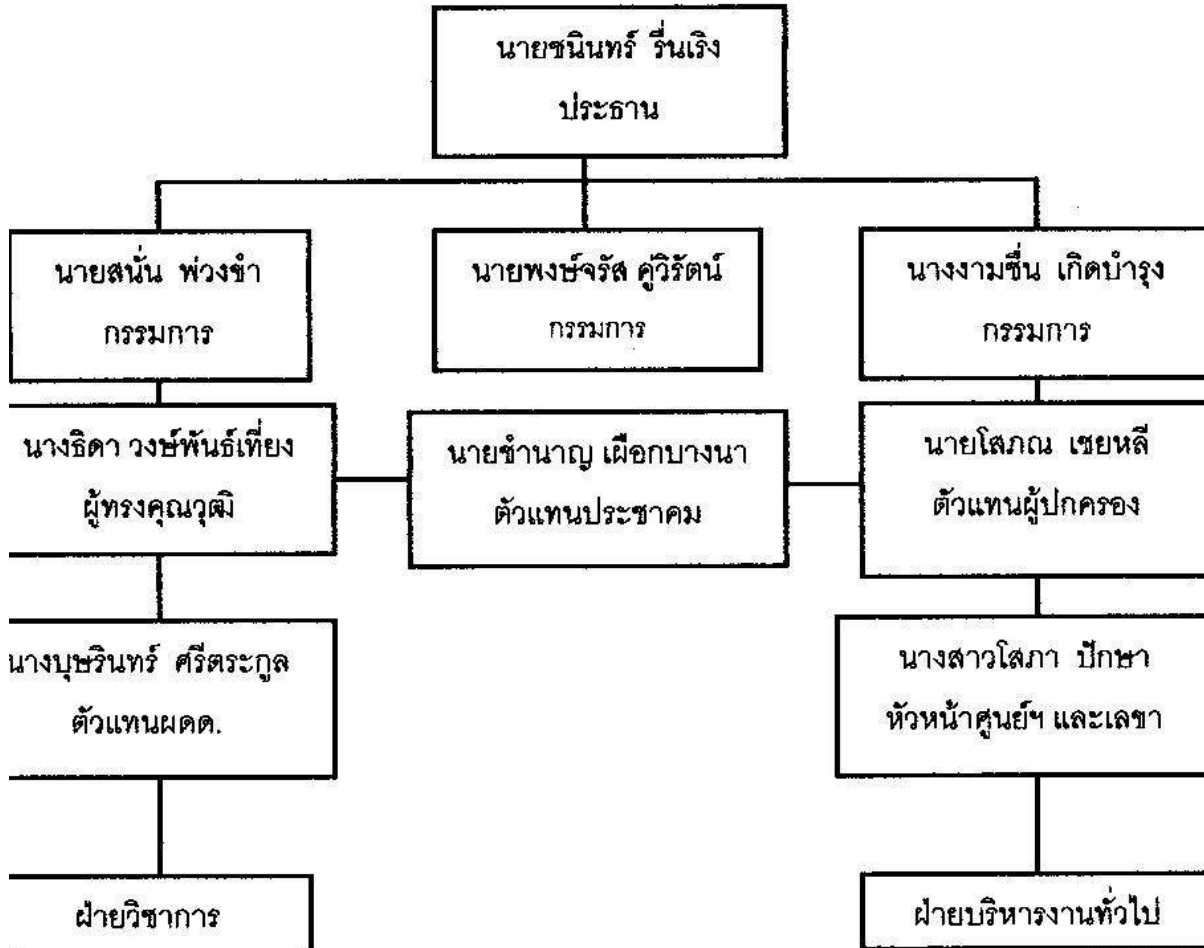 นายชนินทร์ รื่นเริง
ประธาน
นายสนั่น พ่วงขำ
กรรมการ
นายพงษ์จรัส คู่วิรัตน์
กรรมการ
นางงามชื่น เกิดบำรุง
กรรมการ
นางธิดา วงษ์พันธ์เที่ยง
ผู้ทรงคุณวุฒิ
นายชำนาญ เผือกบางนา
ตัวแทนประชาคม
นายโสภณ เชยหลี
ตัวแทนผู้ปกครอง
นางบุษรินทร์ ศรีตระกูล
ตัวแทนผดด.
นางสาวโสภา ปักษา
หัวหน้าศูนย์ฯ และเลขา
ฝ่ายวิชาการ
ฝ่ายบริหารงานทั่วไป